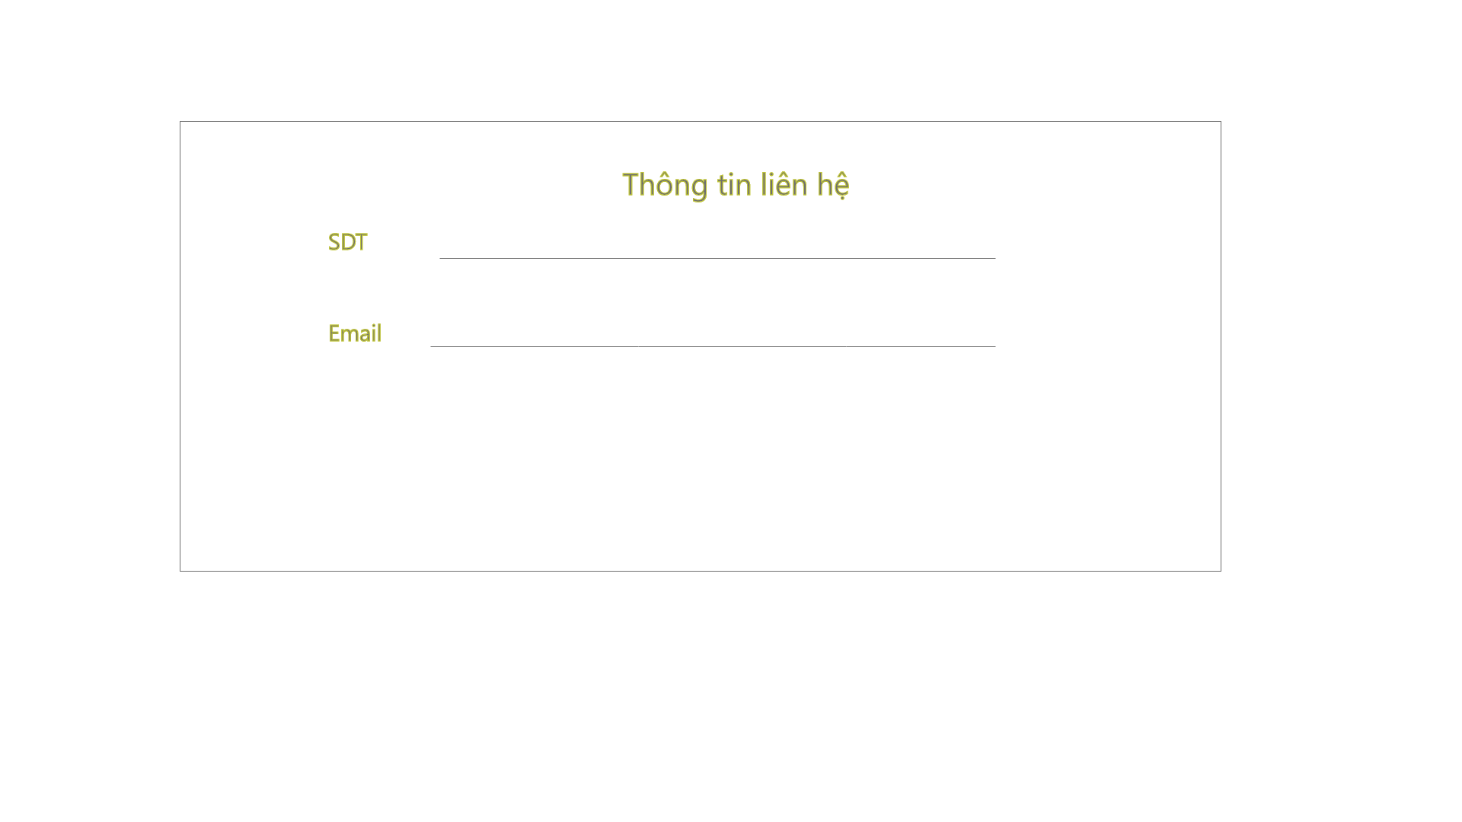 Thông tin liên hệ
SDT
Email